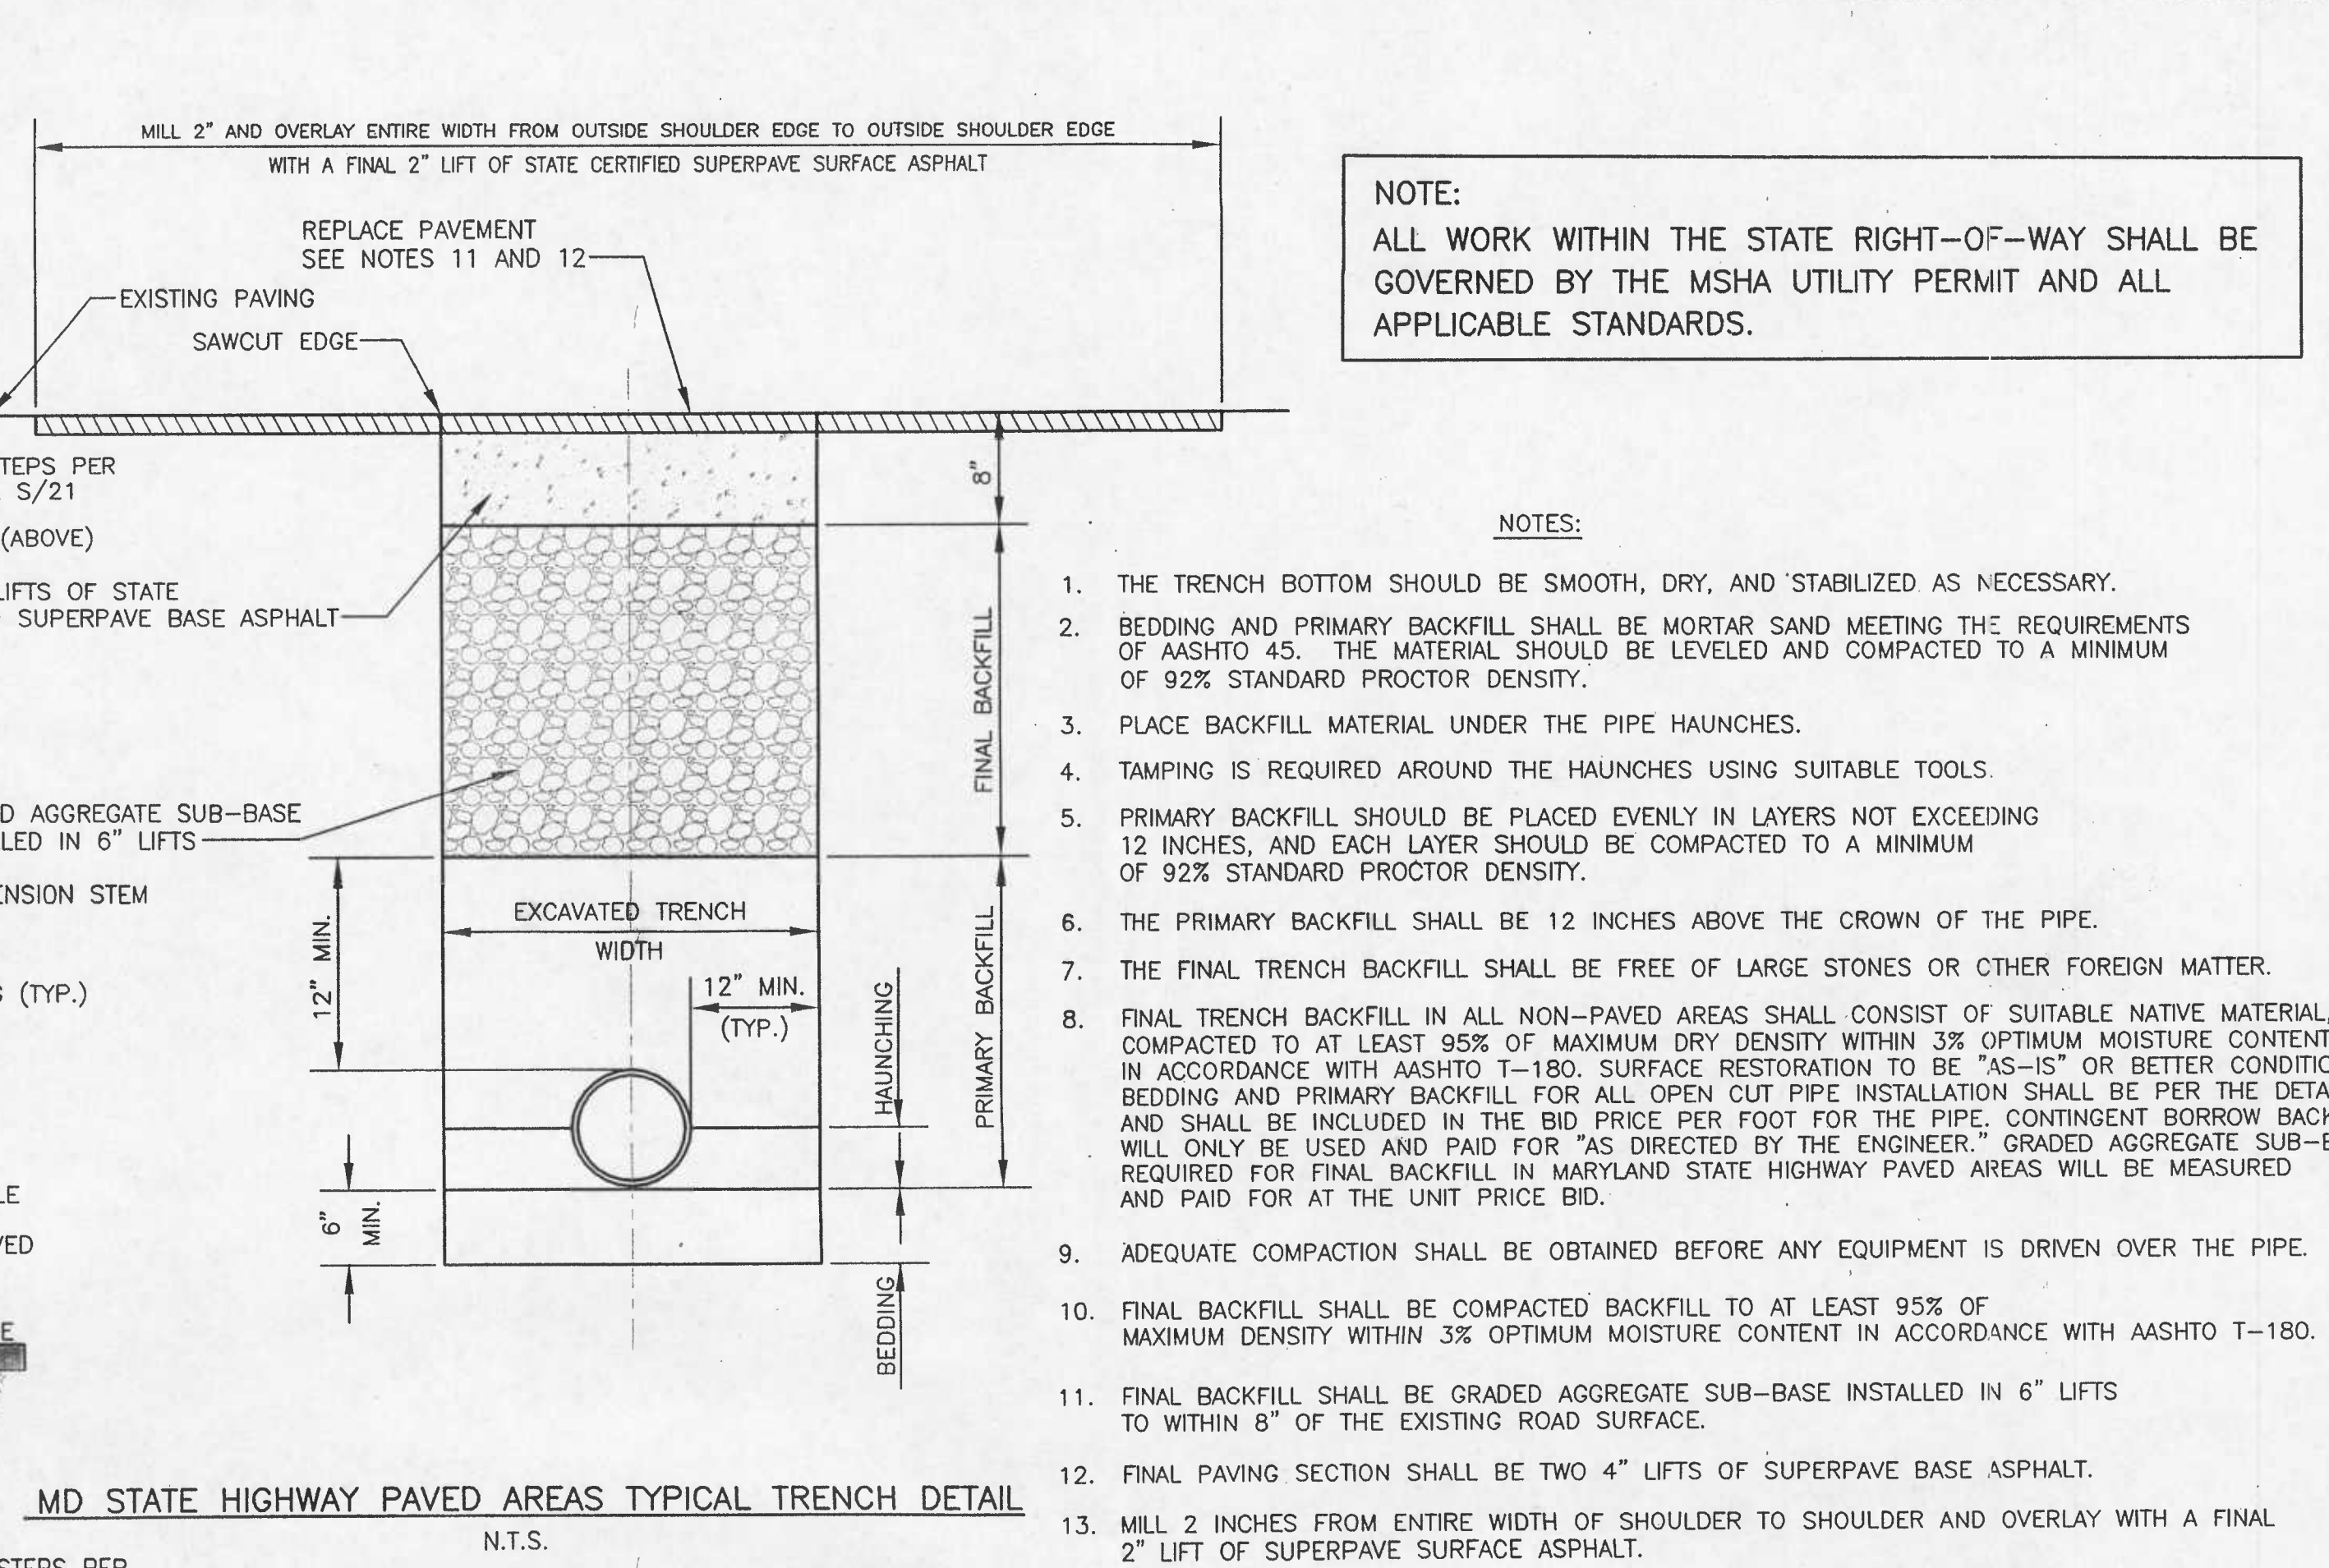 MILL 2" AND OVERLAY ENTIRE WIDTH FROM OUTSIDE SHOULDER EDGE TO OUTSIDE SHOULDER EDGE
WITH A FINAL 2" LIFT OF STATE CERTIFIED SUPERPAVE SURFACE ASPHALT
REPLACE PAVEMENT
SEE NOTES 11 AND 12
EXISTING PAVING
SAWCUT EDGE
TEPS PER
S/21
(ABOVE)
LIFTS OF STATE
SUPERPAVE BASE ASPHALT
D AGGREGATE SUB-BASE
LED IN 6" LIFTS
ENSION STEM
(TYP.)
LE
VED
E
8"
FINAL BACKFILL
12" MIN.
EXCAVATED TRENCH
WIDTH
12" MIN.
(TYP.)
HAUNCHING
PRIMARY BACKFILL
6"
MIN.
BEDDING
MD STATE HIGHWAY PAVED AREAS TYPICAL TRENCH DETAIL
N.T.S.
STERS PER
NOTE:
ALL WORK WITHIN THE STATE RIGHT-OF-WAY SHALL BE
GOVERNED BY THE MSHA UTILITY PERMIT AND ALL
APPLICABLE STANDARDS.
NOTES:
1. THE TRENCH BOTTOM SHOULD BE SMOOTH, DRY, AND STABILIZED AS NECESSARY.
2. BEDDING AND PRIMARY BACKFILL SHALL BE MORTAR SAND MEETING THE REQUIREMENTS
OF AASHTO 45. THE MATERIAL SHOULD BE LEVELED AND COMPACTED TO A MINIMUM
OF 92% STANDARD PROCTOR DENSITY.
3. PLACE BACKFILL MATERIAL UNDER THE PIPE HAUNCHES.
4. TAMPING IS REQUIRED AROUND THE HAUNCHES USING SUITABLE TOOLS.
5. PRIMARY BACKFILL SHOULD BE PLACED EVENLY IN LAYERS NOT EXCEEDING
12 INCHES, AND EACH LAYER SHOULD BE COMPACTED TO A MINIMUM
OF 92% STANDARD PROCTOR DENSITY.
6. THE PRIMARY BACKFILL SHALL BE 12 INCHES ABOVE THE CROWN OF THE PIPE.
7. THE FINAL TRENCH BACKFILL SHALL BE FREE OF LARGE STONES OR OTHER FOREIGN MATTER.
8. FINAL TRENCH BACKFILL IN ALL NON-PAVED AREAS SHALL CONSIST OF SUITABLE NATIVE MATERIAL,
COMPACTED TO AT LEAST 95% OF MAXIMUM DRY DENSITY WITHIN 3% OPTIMUM MOISTURE CONTENT
IN ACCORDANCE WITH AASHTO T-180. SURFACE RESTORATION TO BE "AS-IS" OR BETTER CONDITIO
BEDDING AND PRIMARY BACKFILL FOR ALL OPEN CUT PIPE INSTALLATION SHALL BE PER THE DETA
AND SHALL BE INCLUDED IN THE BID PRICE PER FOOT FOR THE PIPE. CONTINGENT BORROW BACK
WILL ONLY BE USED AND PAID FOR "AS DIRECTED BY THE ENGINEER." GRADED AGGREGATE SUB-B
REQUIRED FOR FINAL BACKFILL IN MARYLAND STATE HIGHWAY PAVED AREAS WILL BE MEASURED
AND PAID FOR AT THE UNIT PRICE BID.
9. ADEQUATE COMPACTION SHALL BE OBTAINED BEFORE ANY EQUIPMENT IS DRIVEN OVER THE PIPE.
10. FINAL BACKFILL SHALL BE COMPACTED BACKFILL TO AT LEAST 95% OF
MAXIMUM DENSITY WITHIN 3% OPTIMUM MOISTURE CONTENT IN ACCORDANCE WITH AASHTO T-180.
11. FINAL BACKFILL SHALL BE GRADED AGGREGATE SUB-BASE INSTALLED IN 6" LIFTS
TO WITHIN 8" OF THE EXISTING ROAD SURFACE.
12. FINAL PAVING SECTION SHALL BE TWO 4" LIFTS OF SUPERPAVE BASE ASPHALT.
13. MILL 2 INCHES FROM ENTIRE WIDTH OF SHOULDER TO SHOULDER AND OVERLAY WITH A FINAL
2" LIFT OF SUPERPAVE SURFACE ASPHALT.